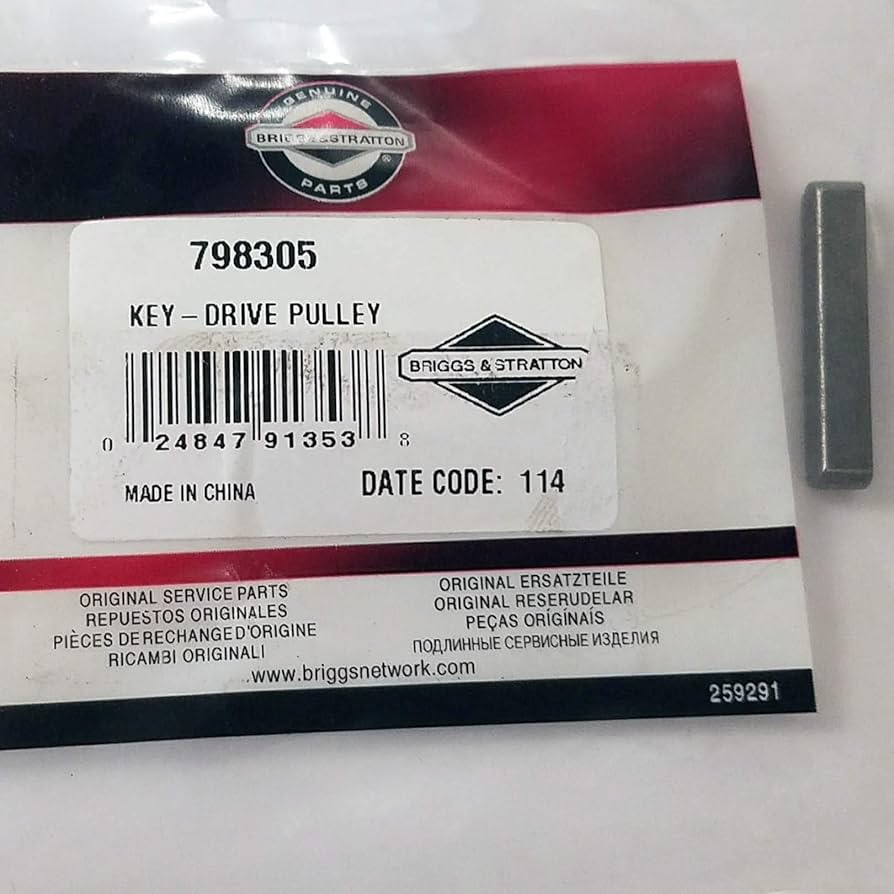 GENUINE
BRIGGS & STRATTON
®
PARTS
798305
KEY – DRIVE PULLEY
BRIGGS & STRATTON
0 24847 91353 8
MADE IN CHINA
DATE CODE: 114
ORIGINAL SERVICE PARTS
REPUESTOS ORIGINALES
PIÈCES DE RECHANGE D'ORIGINE
RICAMBI ORIGINALI
ORIGINAL ERSATZTEILE
ORIGINAL RESERUDELAR
PEÇAS ORIGÍNAIS
ПОДЛИННЫЕ СЕРВИСНЫЕ ИЗДЕЛИЯ
www.briggsnetwork.com
259291